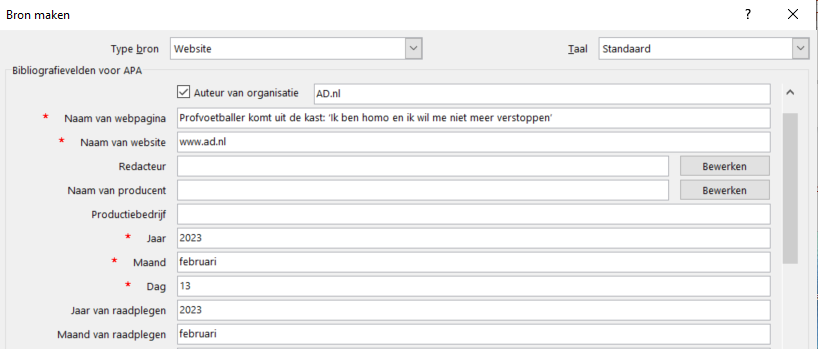 Bron maken
?
Type bron Website
Taal Standaard
Bibliografievelden voor APA
Auteur van organisatie AD.nl
* Naam van webpagina Profvoetballer komt uit de kast: 'Ik ben homo en ik wil me niet meer verstoppen'
* Naam van website www.ad.nl
Redacteur Bewerken
Naam van producent Bewerken
Productiebedrijf
* Jaar 2023
* Maand februari
* Dag 13
Jaar van raadplegen 2023
Maand van raadplegen februari